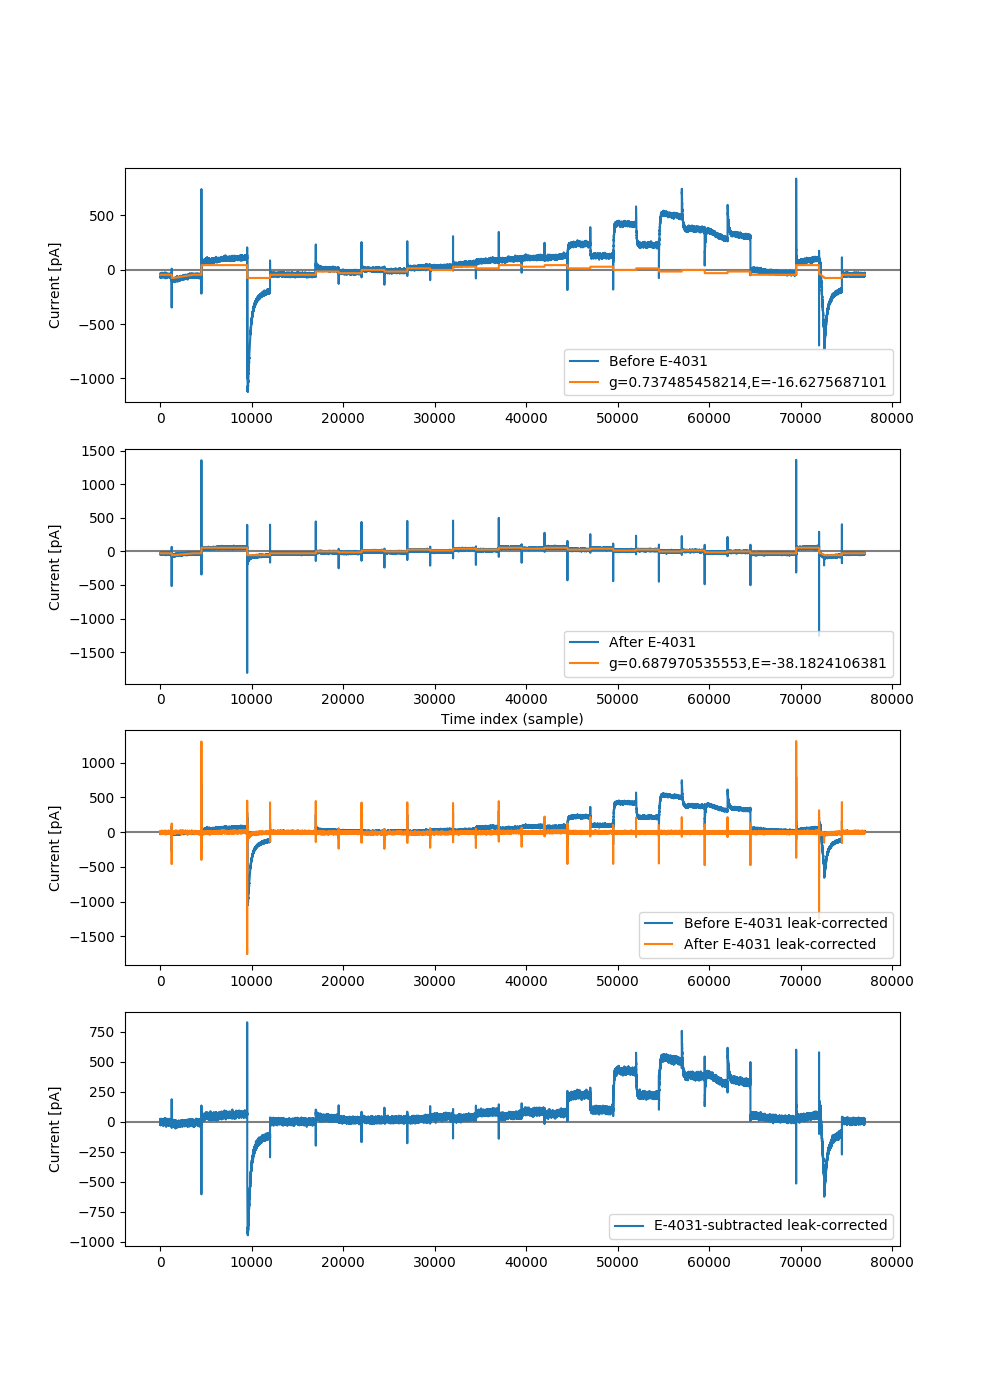 500
0
−500
−1000
Current [pA]
Before E-4031
g=0.737485458214,E=-16.6275687101
0 10000 20000 30000 40000 50000 60000 70000 80000
1500
1000
500
0
−500
−1000
−1500
Current [pA]
After E-4031
g=0.687970535553,E=-38.1824106381
0 10000 20000 30000 40000 50000 60000 70000 80000
Time index (sample)
1000
500
0
−500
−1000
−1500
Current [pA]
Before E-4031 leak-corrected
After E-4031 leak-corrected
0 10000 20000 30000 40000 50000 60000 70000 80000
750
500
250
0
−250
−500
−750
−1000
Current [pA]
E-4031-subtracted leak-corrected
0 10000 20000 30000 40000 50000 60000 70000 80000